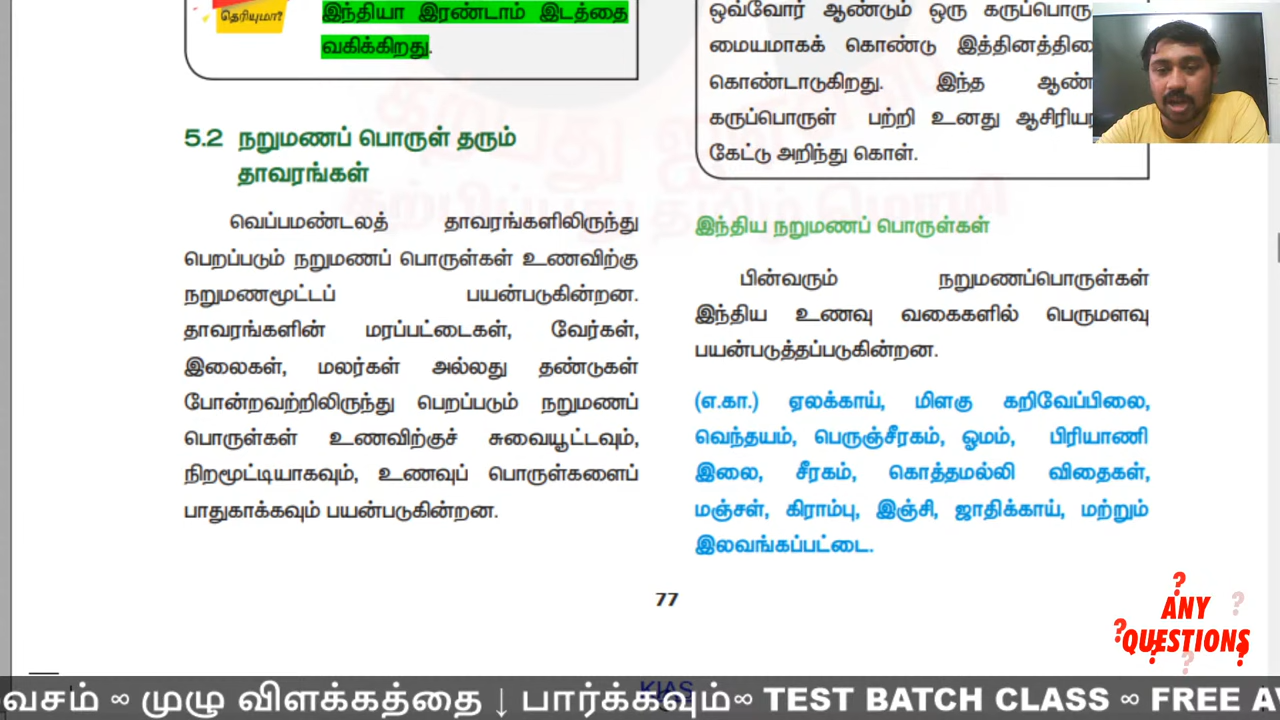 தெரியுமா?
இந்தியா இரண்டாம் இடத்தை
வகிக்கிறது.
5.2 நறுமணப் பொருள் தரும்
தாவரங்கள்
வெப்பமண்டலத் தாவரங்களிலிருந்து
பெறப்படும் நறுமணப் பொருள்கள் உணவிற்கு
நறுமணமூட்டப் பயன்படுகின்றன.
தாவரங்களின் மரப்பட்டைகள், வேர்கள்,
இலைகள், மலர்கள் அல்லது தண்டுகள்
போன்றவற்றிலிருந்து பெறப்படும் நறுமணப்
பொருள்கள் உணவிற்குச் சுவையூட்டவும்,
நிறமூட்டியாகவும், உணவுப் பொருள்களைப்
பாதுகாக்கவும் பயன்படுகின்றன.
ஒவ்வோர் ஆண்டும் ஒரு
மையமாகக் கொண்டு
கொண்டாடுகிறது. இந்த
கருப்பொருள் பற்றி உனது
கேட்டு அறிந்து கொள்.
இந்திய நறுமணப் பொருள்கள்
பின்வரும் நறுமணப்பொருள்கள்
இந்திய உணவு வகைகளில் பெருமளவு
பயன்படுத்தப்படுகின்றன.
(எ.கா.) ஏலக்காய், மிளகு கறிவேப்பிலை,
வெந்தயம், பெருஞ்சீரகம், ஓமம், பிரியாணி
இலை, சீரகம், கொத்தமல்லி விதைகள்,
மஞ்சள், கிராம்பு, இஞ்சி, ஜாதிக்காய், மற்றும்
இலவங்கப்பட்டை.
77
ANY
QUESTIONS
KIAS
வசம் ∞ முழு விளக்கத்தை ↓ பார்க்கவும்∞ TEST BATCH CLASS ∞ FREE